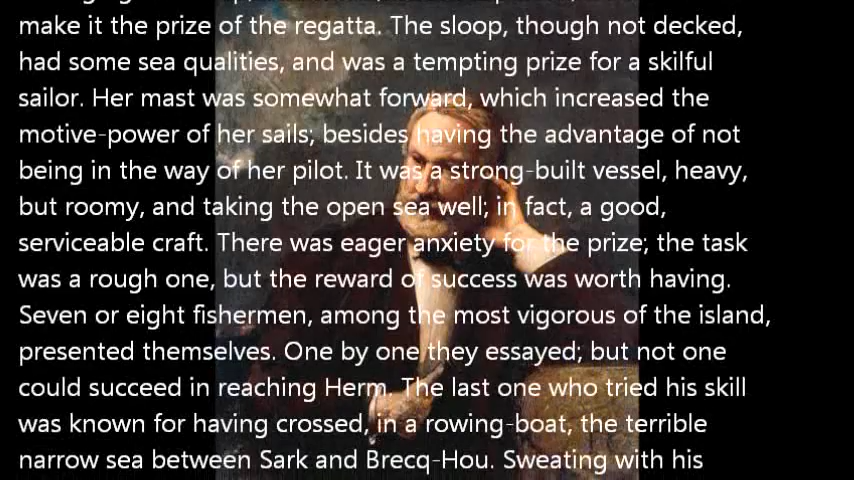 make it the prize of the regatta. The sloop, though not decked,
had some sea qualities, and was a tempting prize for a skilful
sailor. Her mast was somewhat forward, which increased the
motive-power of her sails; besides having the advantage of not
being in the way of her pilot. It was a strong-built vessel, heavy,
but roomy, and taking the open sea well; in fact, a good,
serviceable craft. There was eager anxiety for the prize; the task
was a rough one, but the reward of success was worth having.
Seven or eight fishermen, among the most vigorous of the island,
presented themselves. One by one they essayed; but not one
could succeed in reaching Herm. The last one who tried his skill
was known for having crossed, in a rowing-boat, the terrible
narrow sea between Sark and Brecq-Hou. Sweating with his